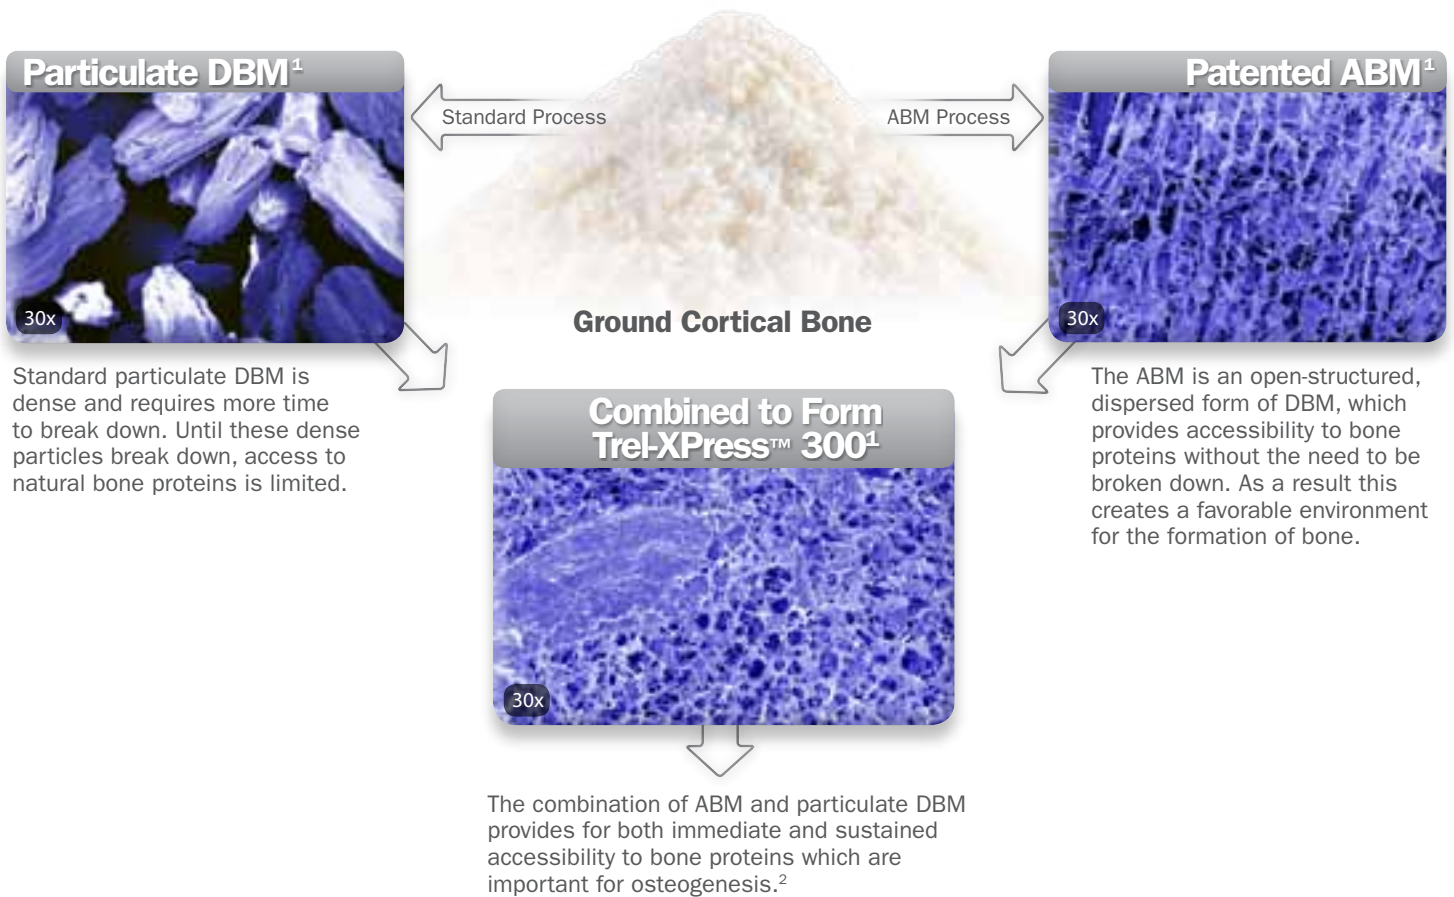 Particulate DBM¹
Standard Process
ABM Process
Patented ABM¹
30x
30x
Ground Cortical Bone
Standard particulate DBM is
dense and requires more time
to break down. Until these dense
particles break down, access to
natural bone proteins is limited.
The ABM is an open-structured,
dispersed form of DBM, which
provides accessibility to bone
proteins without the need to be
broken down. As a result this
creates a favorable environment
for the formation of bone.
Combined to Form
Trel-XPress™ 300¹
30x
The combination of ABM and particulate DBM
provides for both immediate and sustained
accessibility to bone proteins which are
important for osteogenesis.²